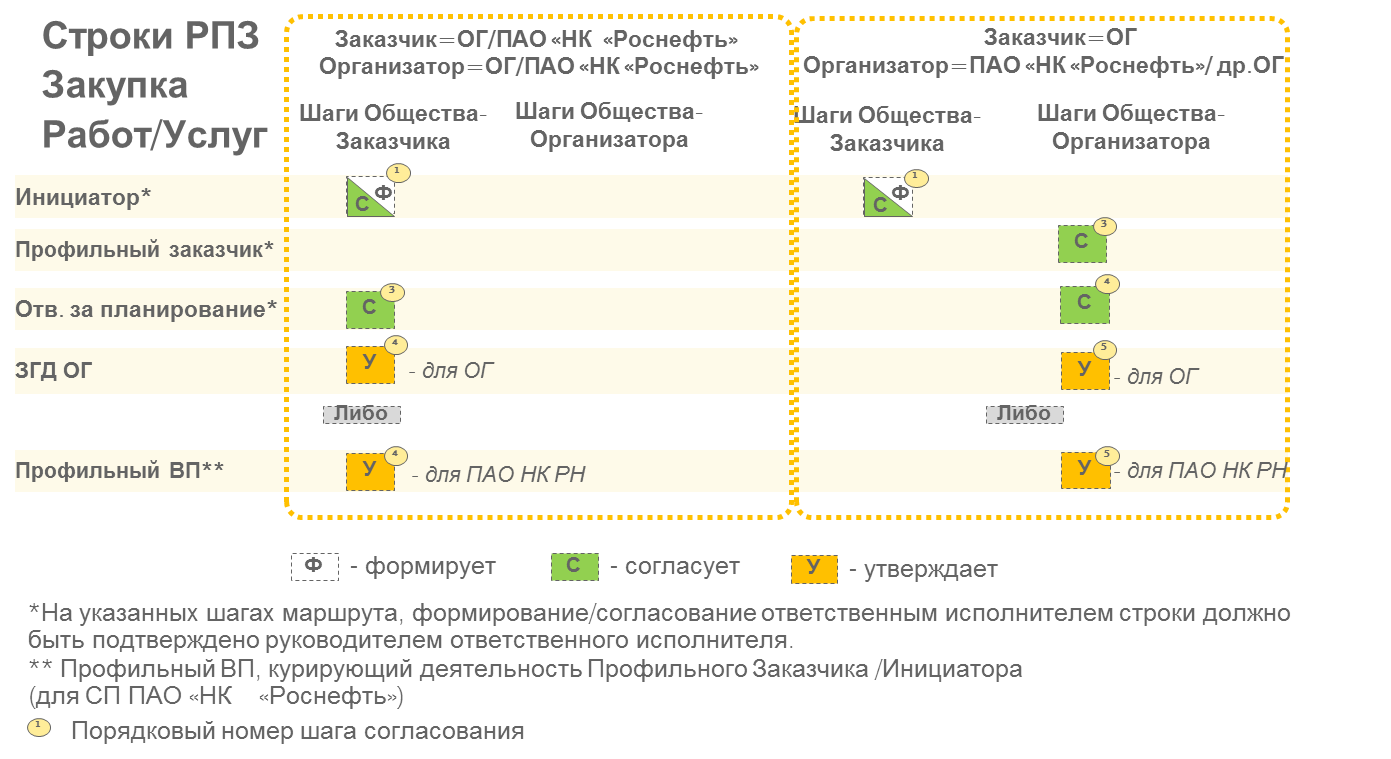 Строки РПЗ
Закупка
Работ/Услуг
Заказчик=ОГ/ПАО «НК «Роснефть»
Организатор=ОГ/ПАО «НК «Роснефть»
Шаги Общества-
Заказчика
Шаги Общества-
Организатора
Заказчик=ОГ
Организатор=ПАО «НК «Роснефть»/ др.ОГ
Шаги Общества-
Заказчика
Шаги Общества-
Организатора
Инициатор*
С Ф 1
С Ф 1
Профильный заказчик*
С 3
Отв. за планирование*
С 3
С 4
ЗГД ОГ
У 4 - для ОГ
У 5 - для ОГ
Либо
Либо
Профильный ВП**
У 4 - для ПАО НК РН
У 5 - для ПАО НК РН
Ф - формирует
С - согласует
У - утверждает
*На указанных шагах маршрута, формирование/согласование ответственным исполнителем строки должно
быть подтверждено руководителем ответственного исполнителя.
** Профильный ВП, курирующий деятельность Профильного Заказчика /Инициатора
(для СП ПАО «НК «Роснефть»)
1 Порядковый номер шага согласования